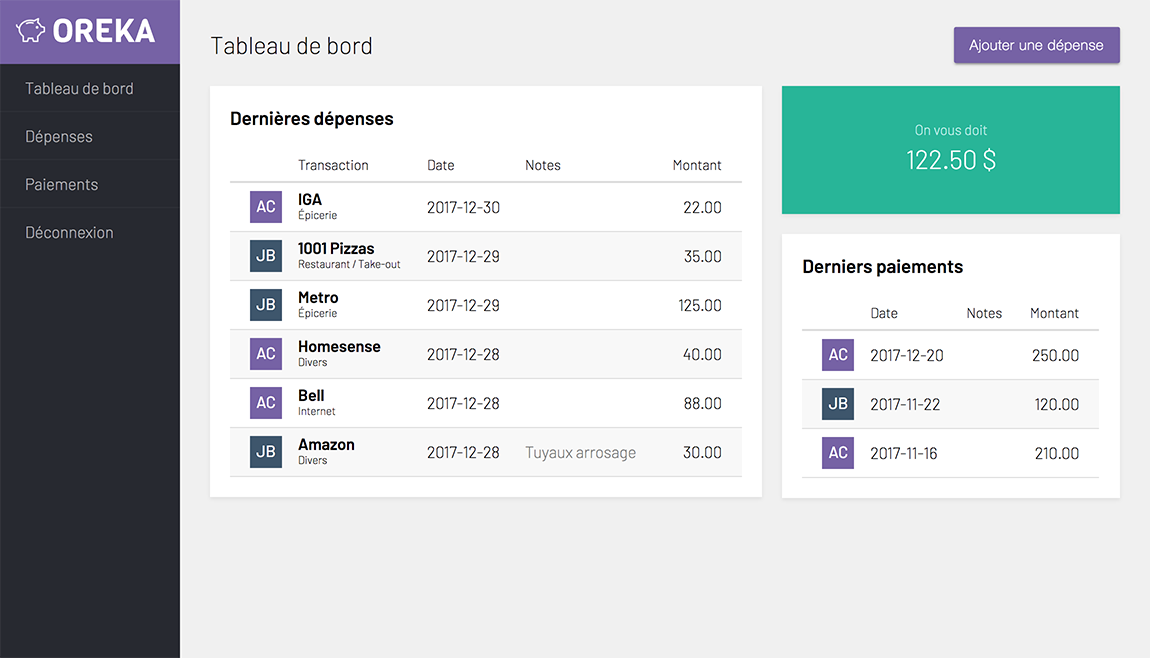 OREKA
Tableau de bord
Dépenses
Paiements
Déconnexion
Tableau de bord
Ajouter une dépense
Dernières dépenses
Transaction Date Notes Montant
AC IGA 2017-12-30 22.00
Épicerie
JB 1001 Pizzas 2017-12-29 35.00
Restaurant / Take-out
JB Metro 2017-12-29 125.00
Épicerie
AC Homesense 2017-12-28 40.00
Divers
AC Bell 2017-12-28 88.00
Internet
JB Amazon 2017-12-28 Tuyaux arrosage 30.00
Divers
On vous doit
122.50 $
Derniers paiements
Date Notes Montant
AC 2017-12-20 250.00
JB 2017-11-22 120.00
AC 2017-11-16 210.00